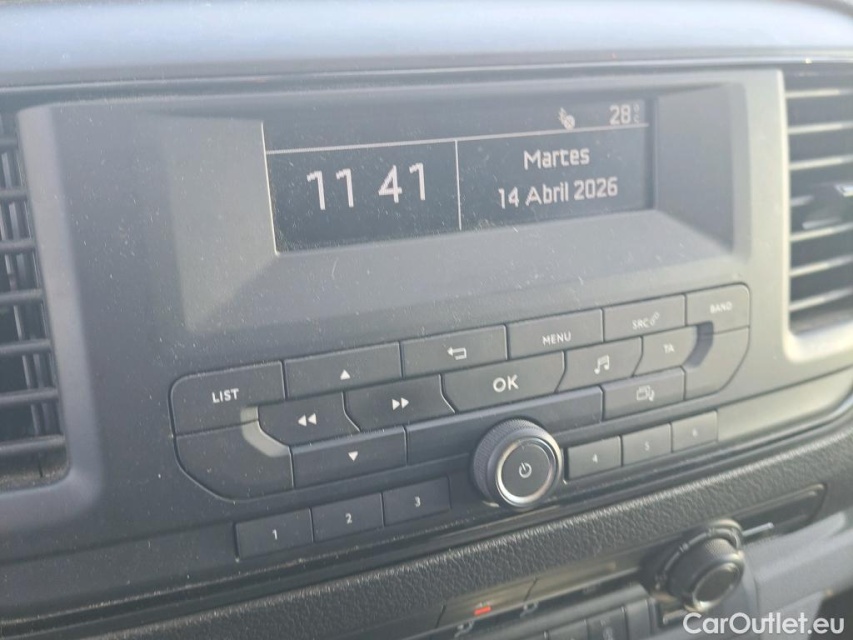 28°C
11 41
Martes
14 Abril 2026
LIST
MENU
SRC
BAND
OK
TA
1
2
3
4
5
6
CarOutlet.eu